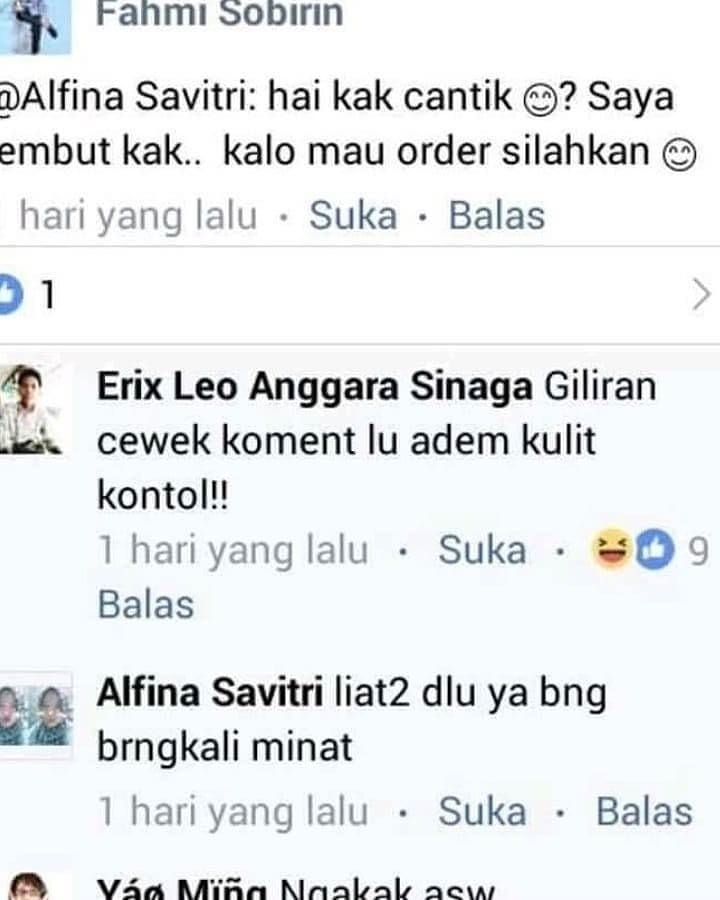 Fahmi Sobirin
@Alfina Savitri: hai kak cantik 😊? Saya
embut kak.. kalo mau order silahkan 😊
hari yang lalu · Suka · Balas
1
Erix Leo Anggara Sinaga Giliran
cewek koment lu adem kulit
kontol!!
1 hari yang lalu · Suka · 9
Balas
Alfina Savitri liat2 dlu ya bng
brngkali minat
1 hari yang lalu · Suka · Balas
Yáø Mïña Ngakak asw